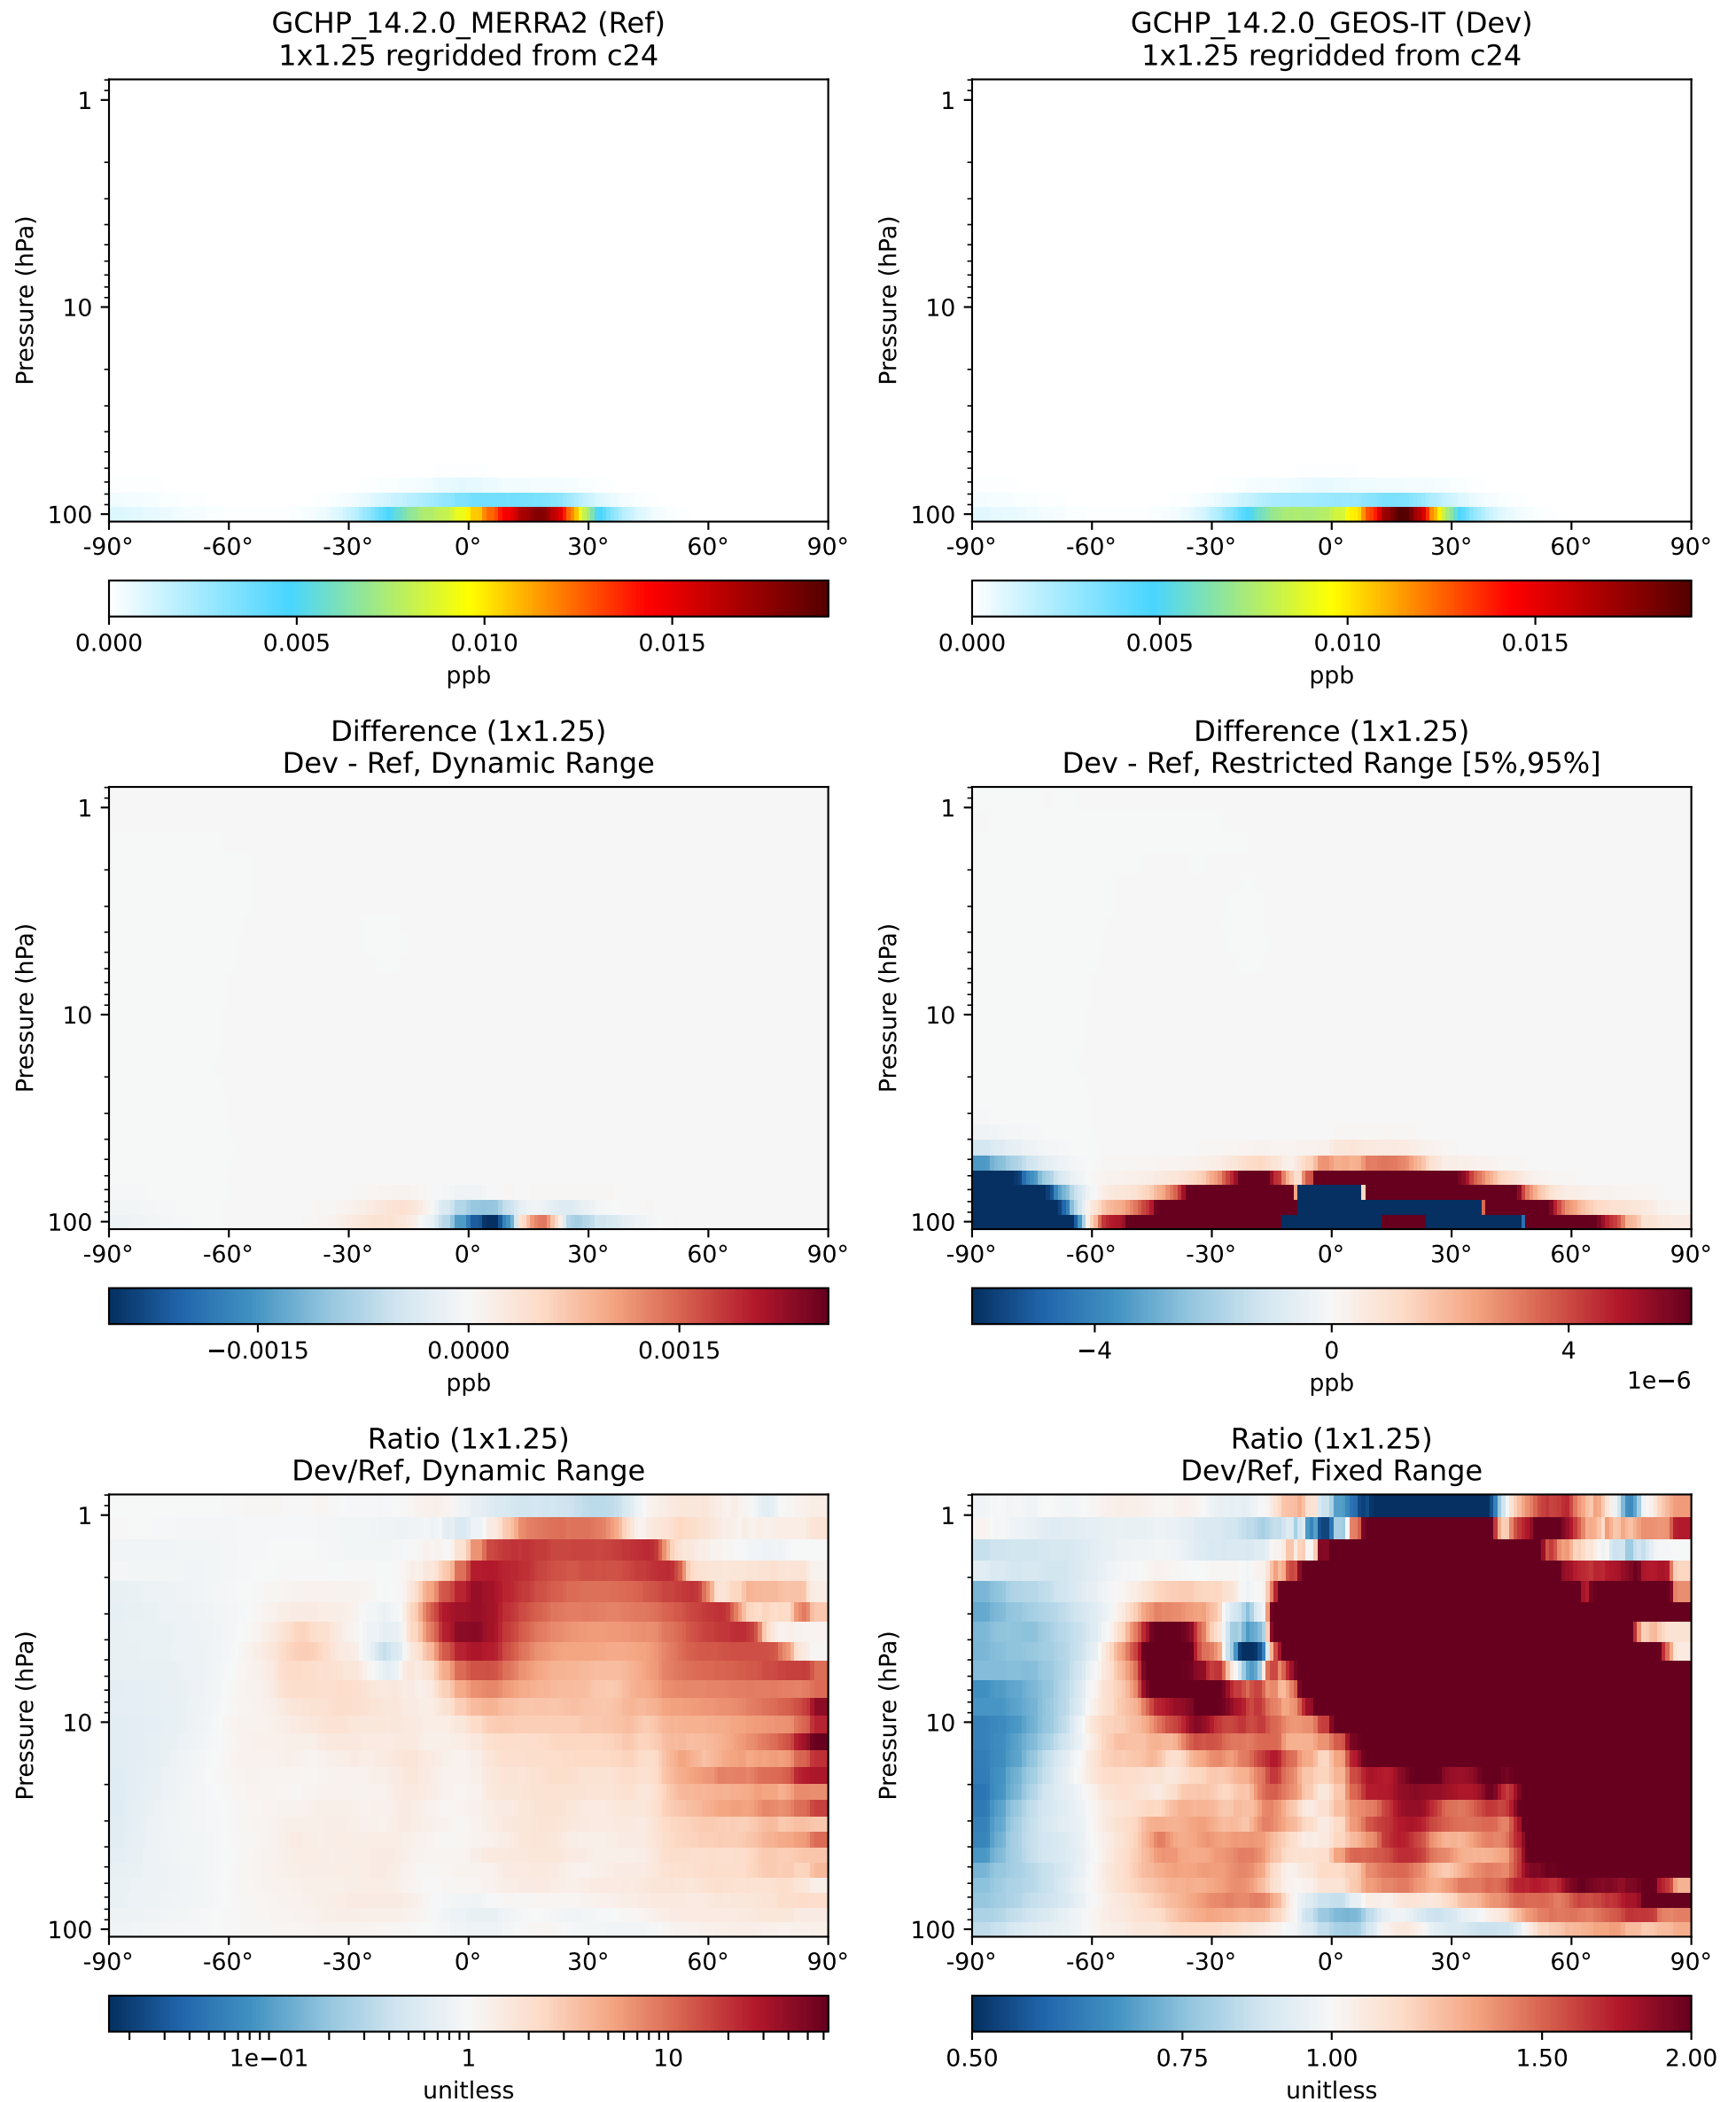 GCHP_14.2.0_MERRA2 (Ref)
1x1.25 regridded from c24
Pressure (hPa)
1
10
100
-90° -60° -30° 0° 30° 60° 90°
0.000 0.005 0.010 0.015
ppb
GCHP_14.2.0_GEOS-IT (Dev)
1x1.25 regridded from c24
Pressure (hPa)
1
10
100
-90° -60° -30° 0° 30° 60° 90°
0.000 0.005 0.010 0.015
ppb
Difference (1x1.25)
Dev - Ref, Dynamic Range
Pressure (hPa)
1
10
100
-90° -60° -30° 0° 30° 60° 90°
−0.0015 0.0000 0.0015
ppb
Difference (1x1.25)
Dev - Ref, Restricted Range [5%,95%]
Pressure (hPa)
1
10
100
-90° -60° -30° 0° 30° 60° 90°
−4 0 4
ppb
1e−6
Ratio (1x1.25)
Dev/Ref, Dynamic Range
Pressure (hPa)
1
10
100
-90° -60° -30° 0° 30° 60° 90°
1e−01 1 10
unitless
Ratio (1x1.25)
Dev/Ref, Fixed Range
Pressure (hPa)
1
10
100
-90° -60° -30° 0° 30° 60° 90°
0.50 0.75 1.00 1.50 2.00
unitless